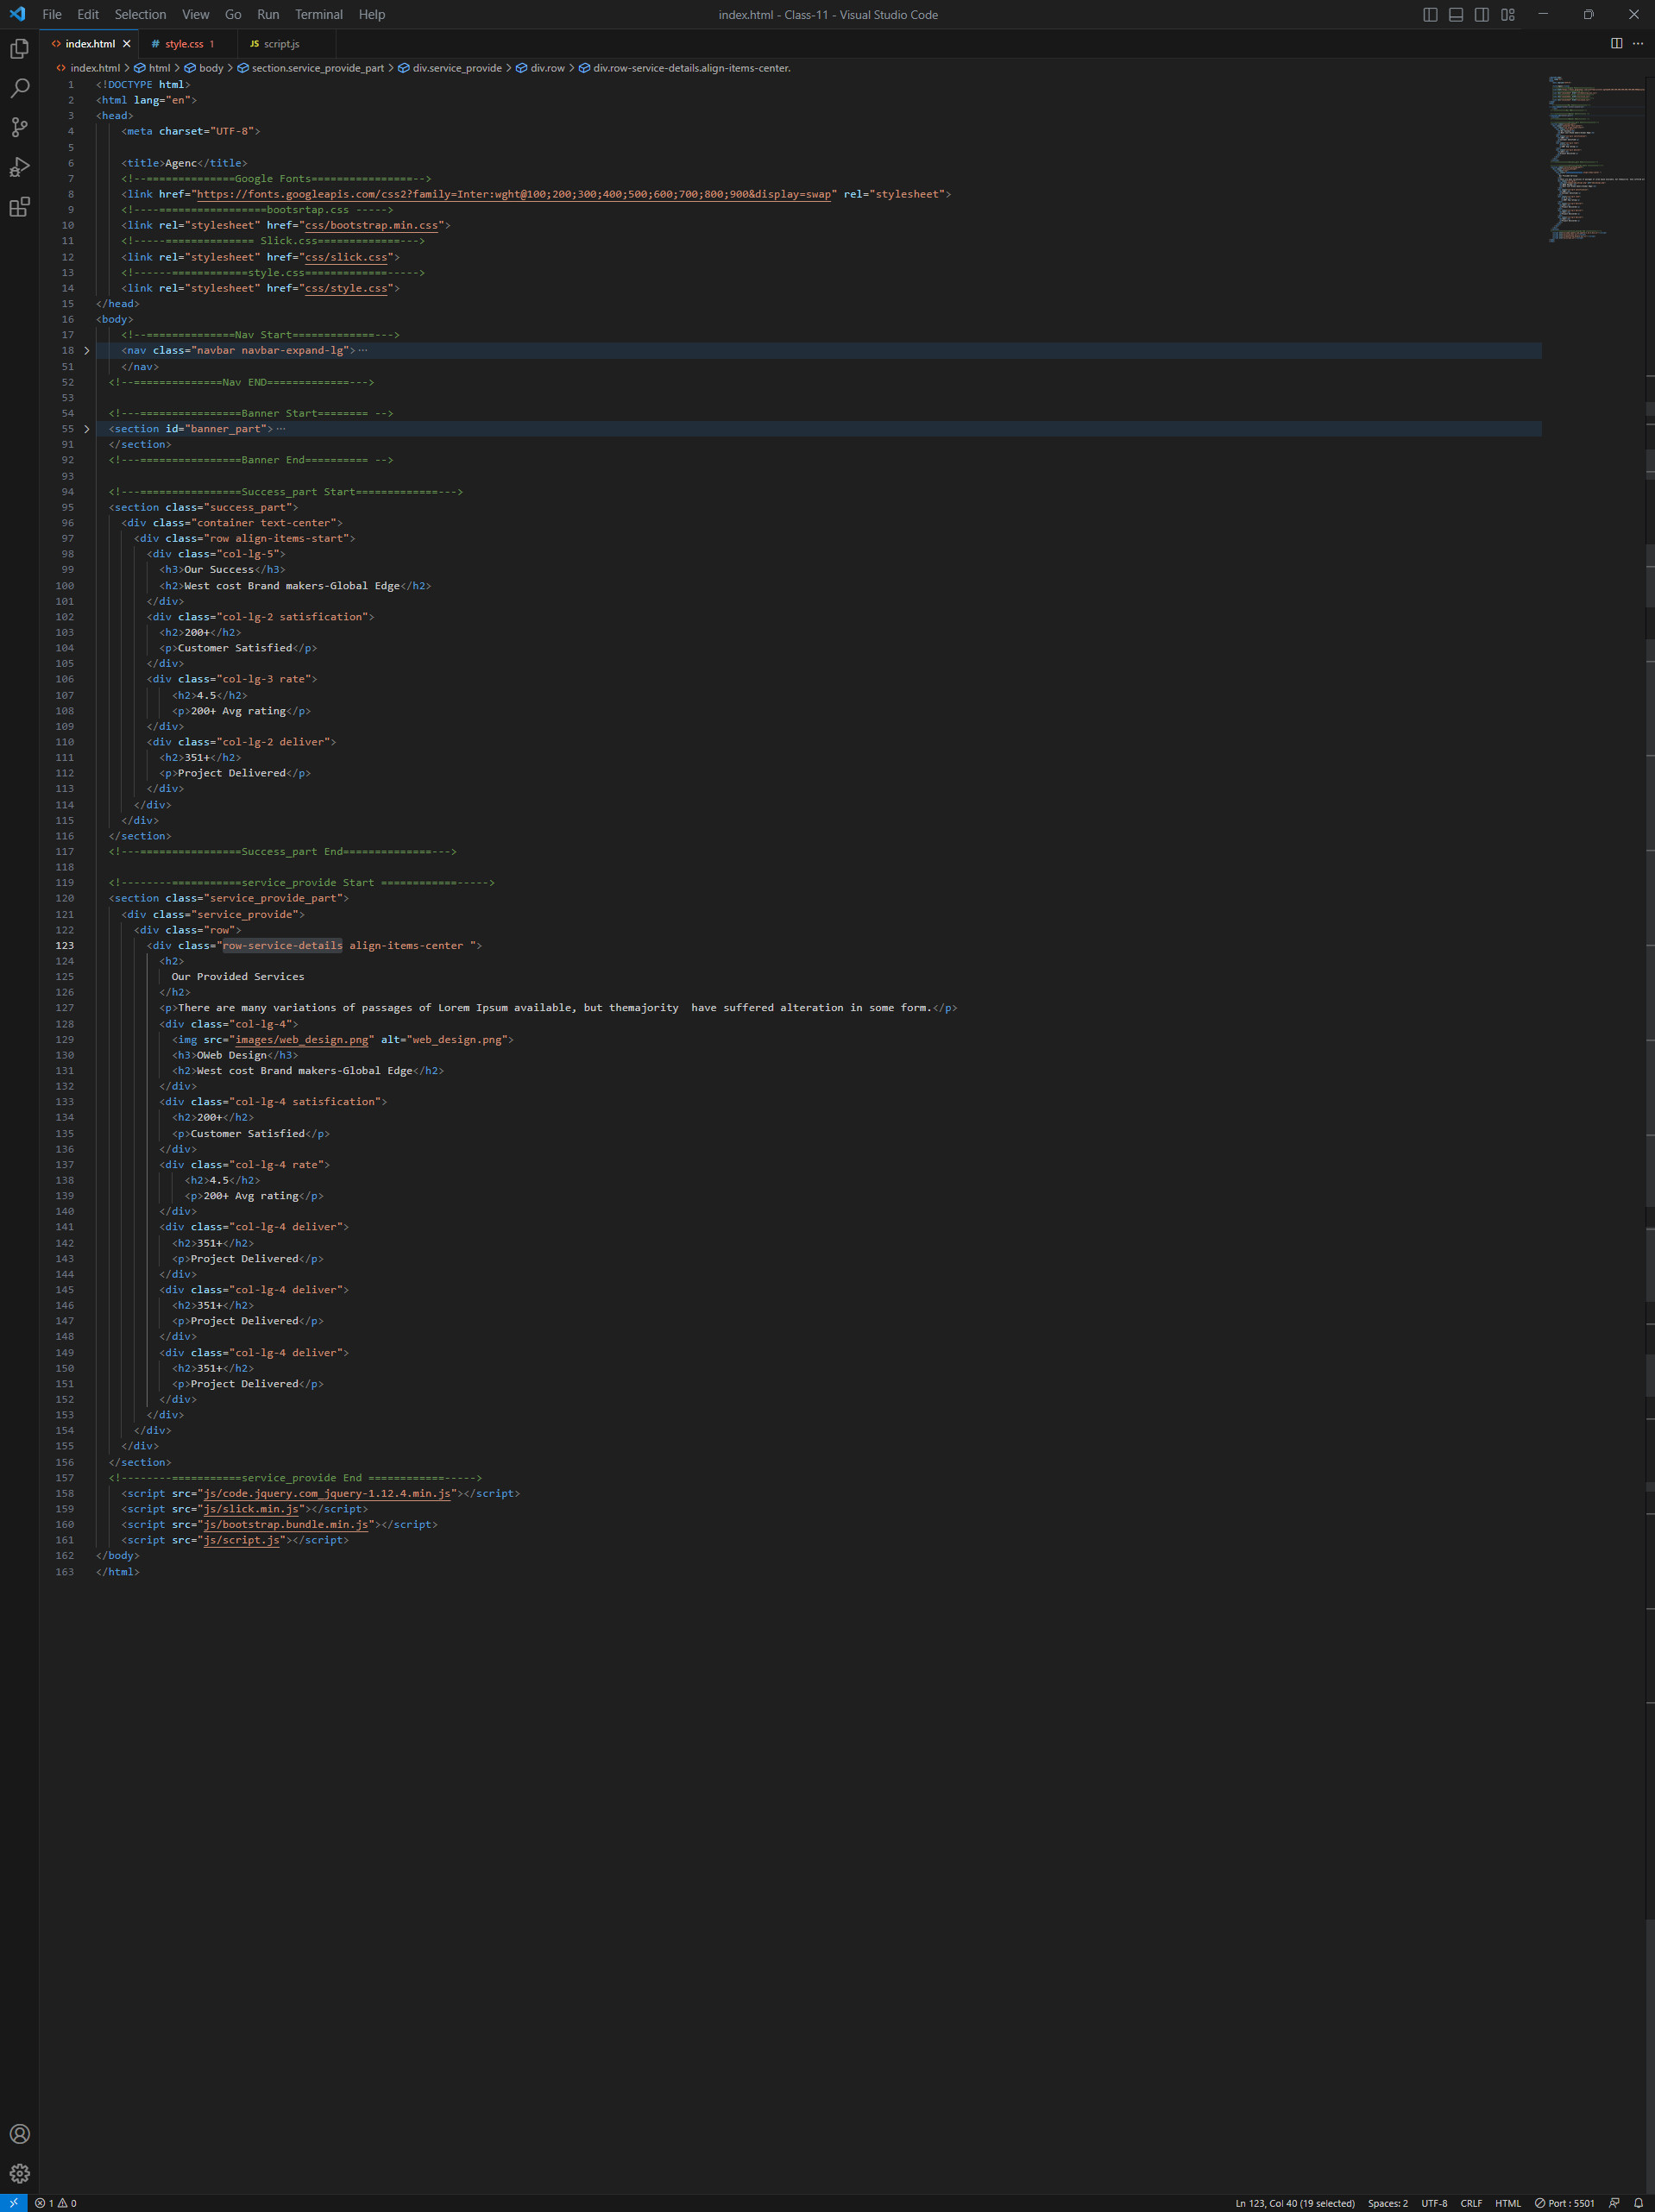 File Edit Selection View Go Run Terminal Help
index.html - Class-11 - Visual Studio Code
index.html style.css 1 script.js
index.html > html > body > section.service_provide_part > div.service_provide > div.row > div.row-service-details.align-items-center.
1 <!DOCTYPE html>
2 <html lang="en">
3 <head>
4 <meta charset="UTF-8">
5
6 <title>Agenc</title>
7 <!--==============Google Fonts================-->
8 <link href="https://fonts.googleapis.com/css2?family=Inter:wght@100;200;300;400;500;600;700;800;900&display=swap" rel="stylesheet">
9 <!----=================bootsrtap.css ----->
10 <link rel="stylesheet" href="css/bootstrap.min.css">
11 <!-----============== Slick.css=============--->
12 <link rel="stylesheet" href="css/slick.css">
13 <!------============style.css=============----->
14 <link rel="stylesheet" href="css/style.css">
15 </head>
16 <body>
17 <!--==============Nav Start=============--->
18 <nav class="navbar navbar-expand-lg">···
51 </nav>
52 <!--==============Nav END=============--->
53
54 <!---================Banner Start======== -->
55 <section id="banner_part">···
91 </section>
92 <!---================Banner End========== -->
93
94 <!---================Success_part Start=============--->
95 <section class="success_part">
96 <div class="container text-center">
97 <div class="row align-items-start">
98 <div class="col-lg-5">
99 <h3>Our Success</h3>
100 <h2>West cost Brand makers-Global Edge</h2>
101 </div>
102 <div class="col-lg-2 satisfication">
103 <h2>200+</h2>
104 <p>Customer Satisfied</p>
105 </div>
106 <div class="col-lg-3 rate">
107 <h2>4.5</h2>
108 <p>200+ Avg rating</p>
109 </div>
110 <div class="col-lg-2 deliver">
111 <h2>351+</h2>
112 <p>Project Delivered</p>
113 </div>
114 </div>
115 </div>
116 </section>
117 <!---================Success_part End==============--->
118
119 <!--------===========service_provide Start ============----->
120 <section class="service_provide_part">
121 <div class="service_provide">
122 <div class="row">
123 <div class="row-service-details align-items-center ">
124 <h2>
125 Our Provided Services
126 </h2>
127 <p>There are many variations of passages of Lorem Ipsum available, but themajority  have suffered alteration in some form.</p>
128 <div class="col-lg-4">
129 <img src="images/web_design.png" alt="web_design.png">
130 <h3>OWeb Design</h3>
131 <h2>West cost Brand makers-Global Edge</h2>
132 </div>
133 <div class="col-lg-4 satisfication">
134 <h2>200+</h2>
135 <p>Customer Satisfied</p>
136 </div>
137 <div class="col-lg-4 rate">
138 <h2>4.5</h2>
139 <p>200+ Avg rating</p>
140 </div>
141 <div class="col-lg-4 deliver">
142 <h2>351+</h2>
143 <p>Project Delivered</p>
144 </div>
145 <div class="col-lg-4 deliver">
146 <h2>351+</h2>
147 <p>Project Delivered</p>
148 </div>
149 <div class="col-lg-4 deliver">
150 <h2>351+</h2>
151 <p>Project Delivered</p>
152 </div>
153 </div>
154 </div>
155 </div>
156 </section>
157 <!--------===========service_provide End ============----->
158 <script src="js/code.jquery.com_jquery-1.12.4.min.js"></script>
159 <script src="js/slick.min.js"></script>
160 <script src="js/bootstrap.bundle.min.js"></script>
161 <script src="js/script.js"></script>
162 </body>
163 </html>
1 0 Ln 123, Col 40 (19 selected) Spaces: 2 UTF-8 CRLF HTML Port : 5501